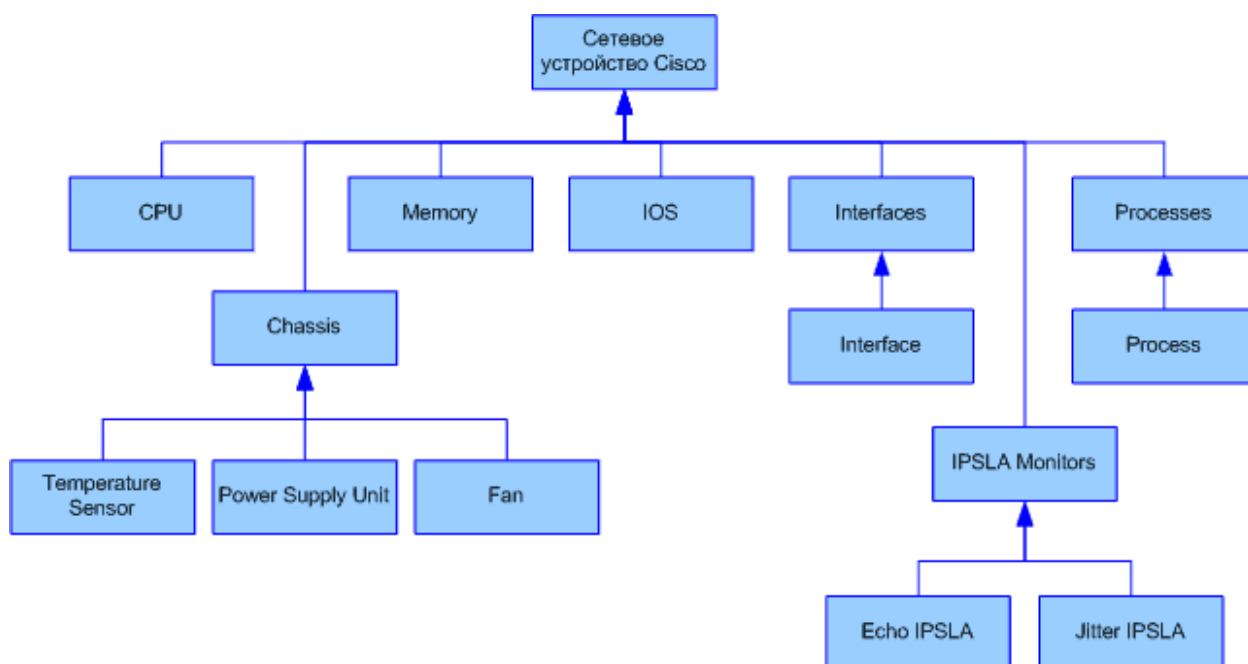 Сетевое
устройство Cisco
CPU
Memory
IOS
Interfaces
Processes
Chassis
Interface
Process
Temperature
Sensor
Power Supply Unit
Fan
IPSLA Monitors
Echo IPSLA
Jitter IPSLA